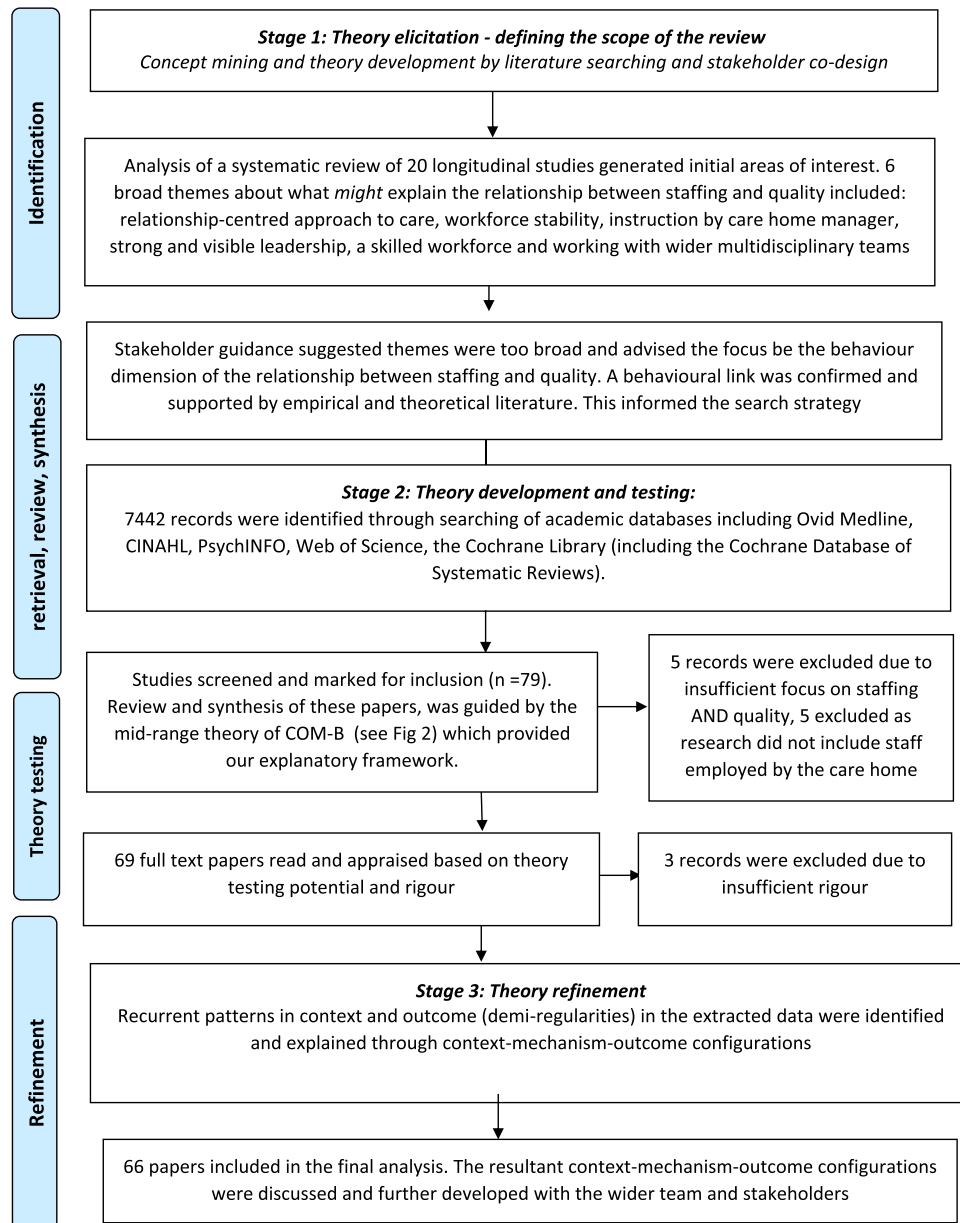 Identification
Stage 1: Theory elicitation - defining the scope of the review
Concept mining and theory development by literature searching and stakeholder co-design
Analysis of a systematic review of 20 longitudinal studies generated initial areas of interest. 6
broad themes about what might explain the relationship between staffing and quality included:
relationship-centred approach to care, workforce stability, instruction by care home manager,
strong and visible leadership, a skilled workforce and working with wider multidisciplinary teams
retrieval, review, synthesis
Stakeholder guidance suggested themes were too broad and advised the focus be the behaviour
dimension of the relationship between staffing and quality. A behavioural link was confirmed and
supported by empirical and theoretical literature. This informed the search strategy
Stage 2: Theory development and testing:
7442 records were identified through searching of academic databases including Ovid Medline,
CINAHL, PsychINFO, Web of Science, the Cochrane Library (including the Cochrane Database of
Systematic Reviews).
Theory testing
Studies screened and marked for inclusion (n =79).
Review and synthesis of these papers, was guided by the
mid-range theory of COM-B (see Fig 2) which provided
our explanatory framework.
5 records were excluded due to
insufficient focus on staffing
AND quality, 5 excluded as
research did not include staff
employed by the care home
69 full text papers read and appraised based on theory
testing potential and rigour
3 records were excluded due to
insufficient rigour
Refinement
Stage 3: Theory refinement
Recurrent patterns in context and outcome (demi-regularities) in the extracted data were identified
and explained through context-mechanism-outcome configurations
66 papers included in the final analysis. The resultant context-mechanism-outcome configurations
were discussed and further developed with the wider team and stakeholders